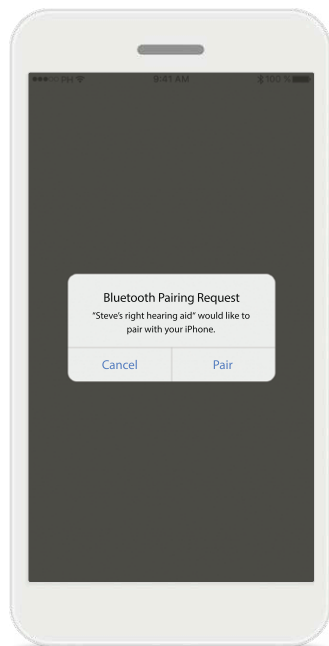 9:41 AM
100 %
Bluetooth Pairing Request
“Steve’s right hearing aid” would like to
pair with your iPhone.
Cancel
Pair